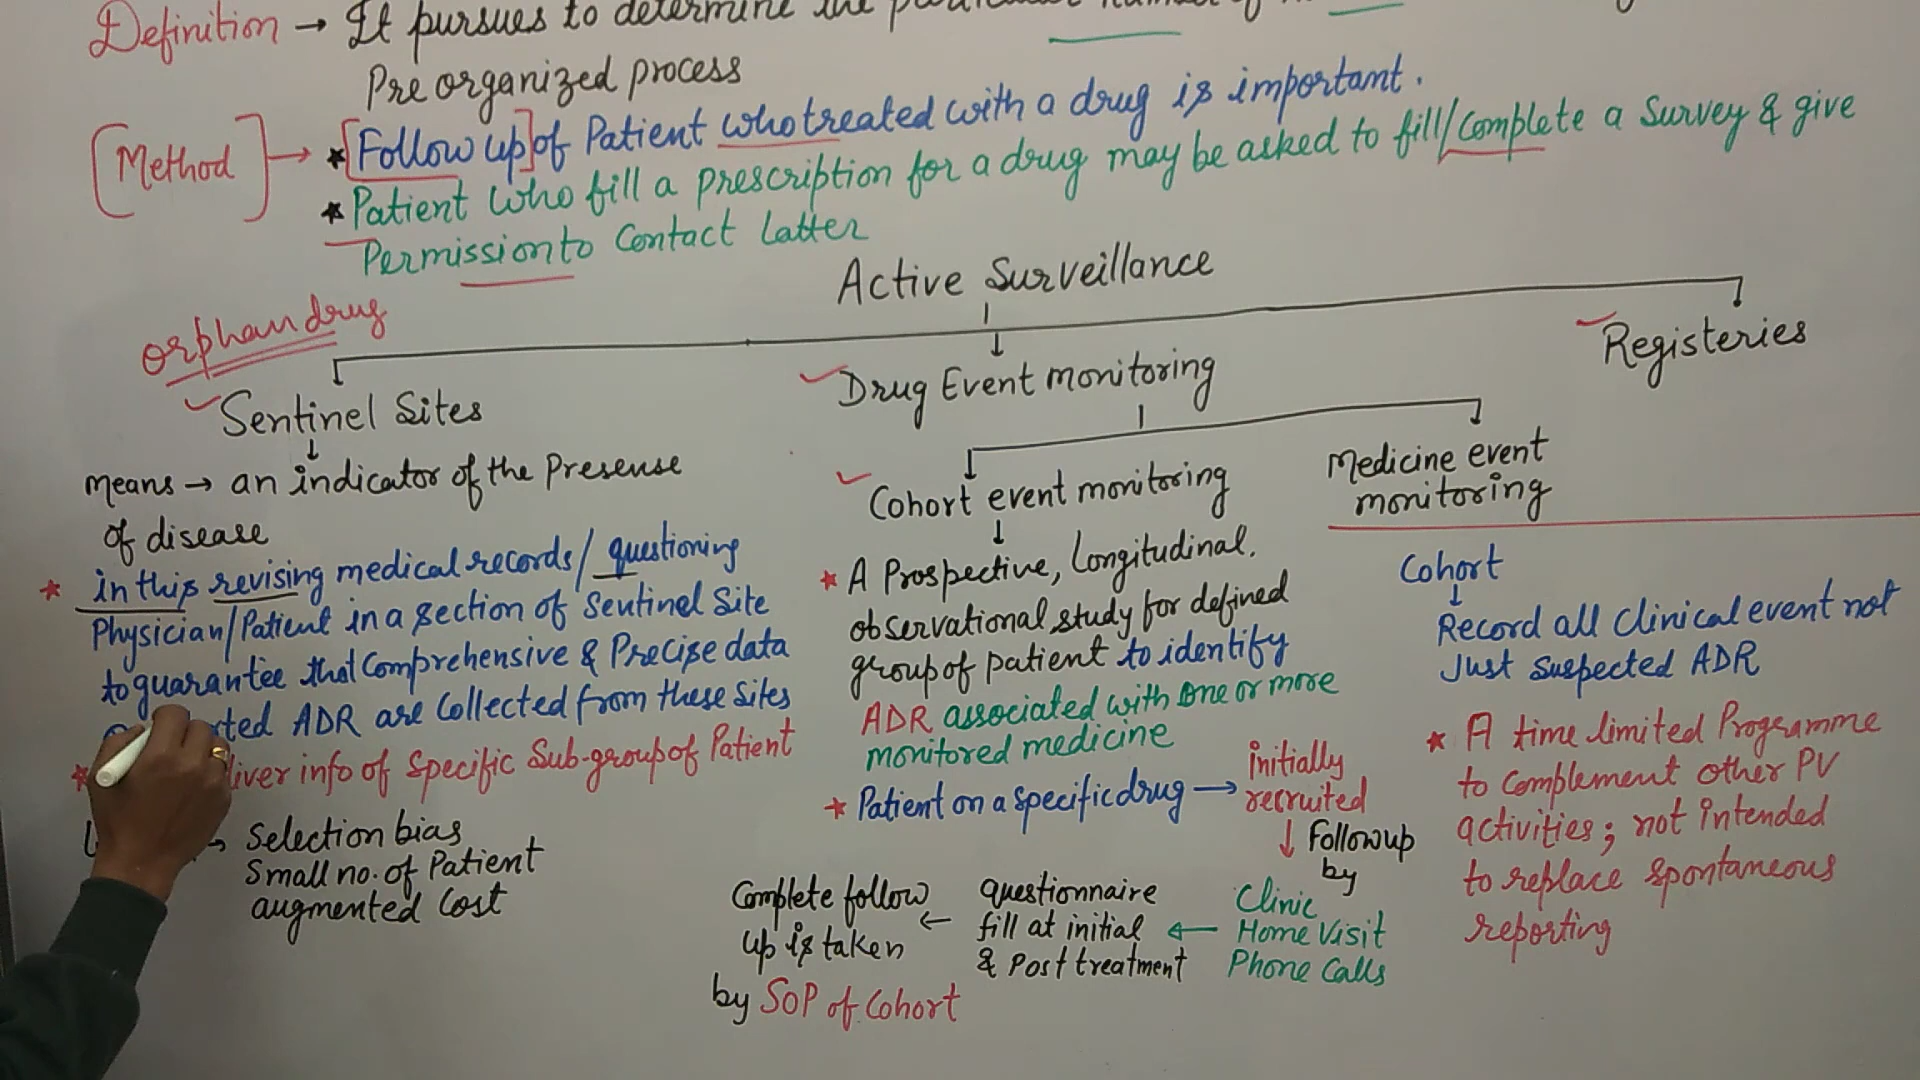 Definition → It pursues to determine the
Pre organized process
[Method] → ★ [Follow up] of Patient who treated with a drug is important.
★ Patient who fill a prescription for a drug may be asked to fill/complete a survey & give
Permission to Contact Latter
Active Surveillance
orphan drug
Sentinel Sites
Drug Event monitoring
Registeries
means → an indicator of the Presense
of disease
★ in this revising medical records/questioning
Physician/Patient in a section of Sentinel Site
to guarantee that Comprehensive & Precise data
ADR are Collected from these Sites
★ info of Specific Sub-group of Patient
→ Selection bias
Small no. of Patient
augmented Cost
Cohort event monitoring
★ A Prospective, Longitudinal.
observational study for defined
group of patient to identify
ADR associated with one or more
monitored medicine
★ Patient on a specific drug → initially
recruited
↓ Followup
by
Clinic
Home Visit
Phone Calls
← questionnaire
fill at initial
& Post treatment
← Complete follow
up is taken
by SOP of Cohort
Medicine event
monitoring
Cohort
↓
Record all Clinical event not
Just Suspected ADR
★ A time limited Programme
to Complement other PV
activities; not intended
to replace spontaneous
reporting